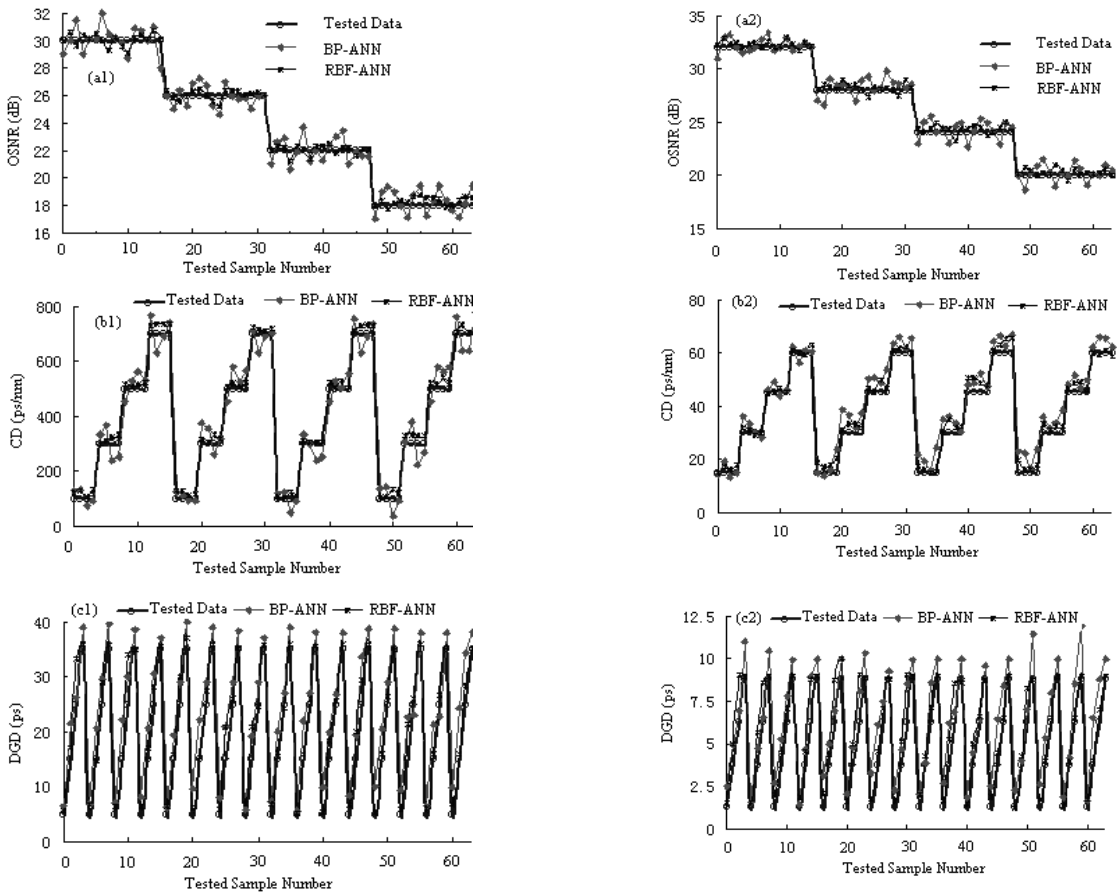 32
30
28
26
24
22
20
18
16
OSNR (dB)
(a1)
Tested Data
BP-ANN
RBF-ANN
0
10
20
30
40
50
60
Tested Sample Number
35
30
25
20
15
OSNR (dB)
(a2)
Tested Data
BP-ANN
RBF-ANN
0
10
20
30
40
50
60
Tested Sample Number
800
600
400
200
0
CD (ps/nm)
(b1)
Tested Data
BP-ANN
RBF-ANN
0
10
20
30
40
50
60
Tested Sample Number
80
60
40
20
0
CD (ps/nm)
(b2)
Tested Data
BP-ANN
RBF-ANN
0
10
20
30
40
50
60
Tested Sample Number
40
30
20
10
0
DGD (ps)
(c1)
Tested Data
BP-ANN
RBF-ANN
0
10
20
30
40
50
60
Tested Sample Number
12.5
10
7.5
5
2.5
0
DGD (ps)
(c2)
Tested Data
BP-ANN
RBF-ANN
0
10
20
30
40
50
60
Tested Sample Number